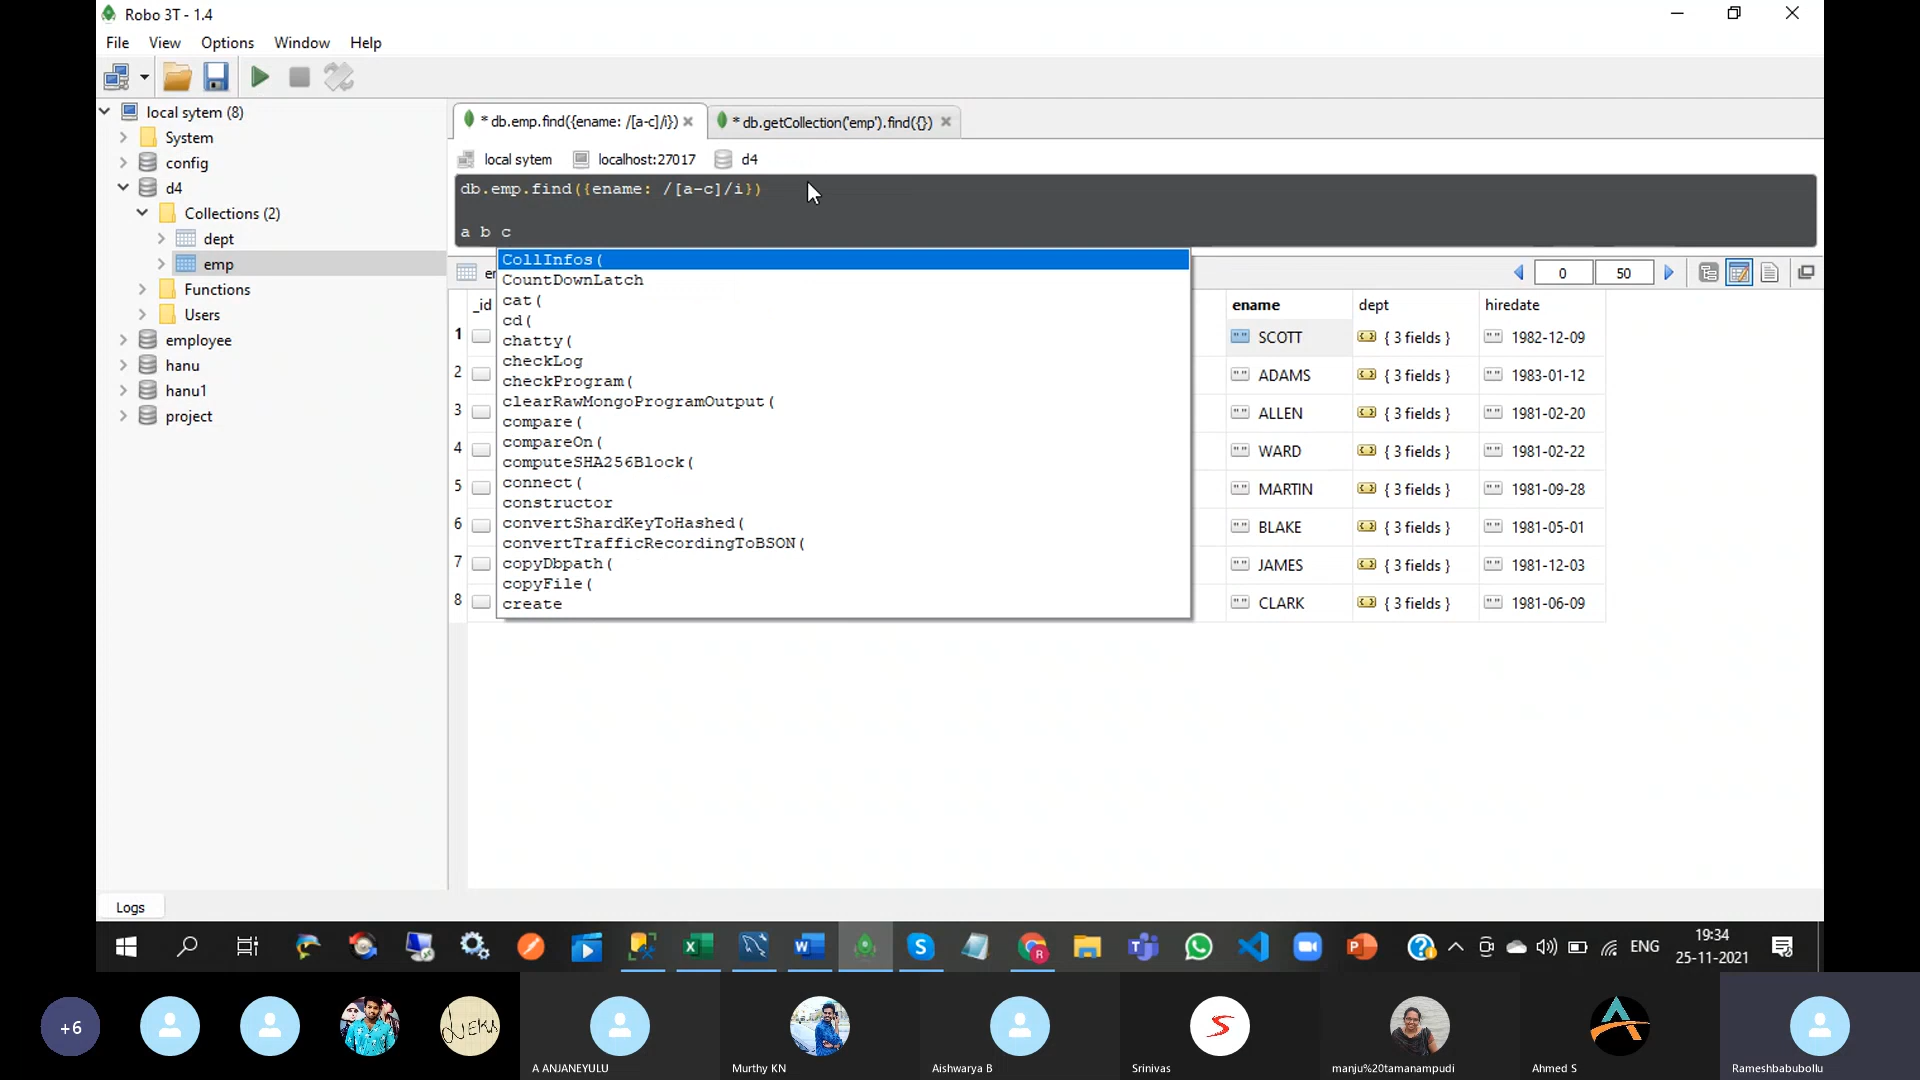 Robo 3T - 1.4
File View Options Window Help
local sytem (8)
System
config
d4
Collections (2)
dept
emp
Functions
Users
employee
hanu
hanu1
project
* db.emp.find({ename: /[a-c]/i})
* db.getCollection('emp').find({})
local sytem localhost:27017 d4
db.emp.find({ename: /[a-c]/i})
a b c
CollInfos(
CountDownLatch
cat(
cd(
chatty(
checkLog
checkProgram(
clearRawMongoProgramOutput(
compare(
compareOn(
computeSHA256Block(
connect(
constructor
convertShardKeyToHashed(
convertTrafficRecordingToBSON(
copyDbpath(
copyFile(
create
0 50
_id ename dept hiredate
1 SCOTT { 3 fields } 1982-12-09
2 ADAMS { 3 fields } 1983-01-12
3 ALLEN { 3 fields } 1981-02-20
4 WARD { 3 fields } 1981-02-22
5 MARTIN { 3 fields } 1981-09-28
6 BLAKE { 3 fields } 1981-05-01
7 JAMES { 3 fields } 1981-12-03
8 CLARK { 3 fields } 1981-06-09
Logs
ENG
19:34
25-11-2021
+6
A ANJANEYULU
Murthy KN
Aishwarya B
Srinivas
manju%20tamanampudi
Ahmed S
Rameshbabubollu